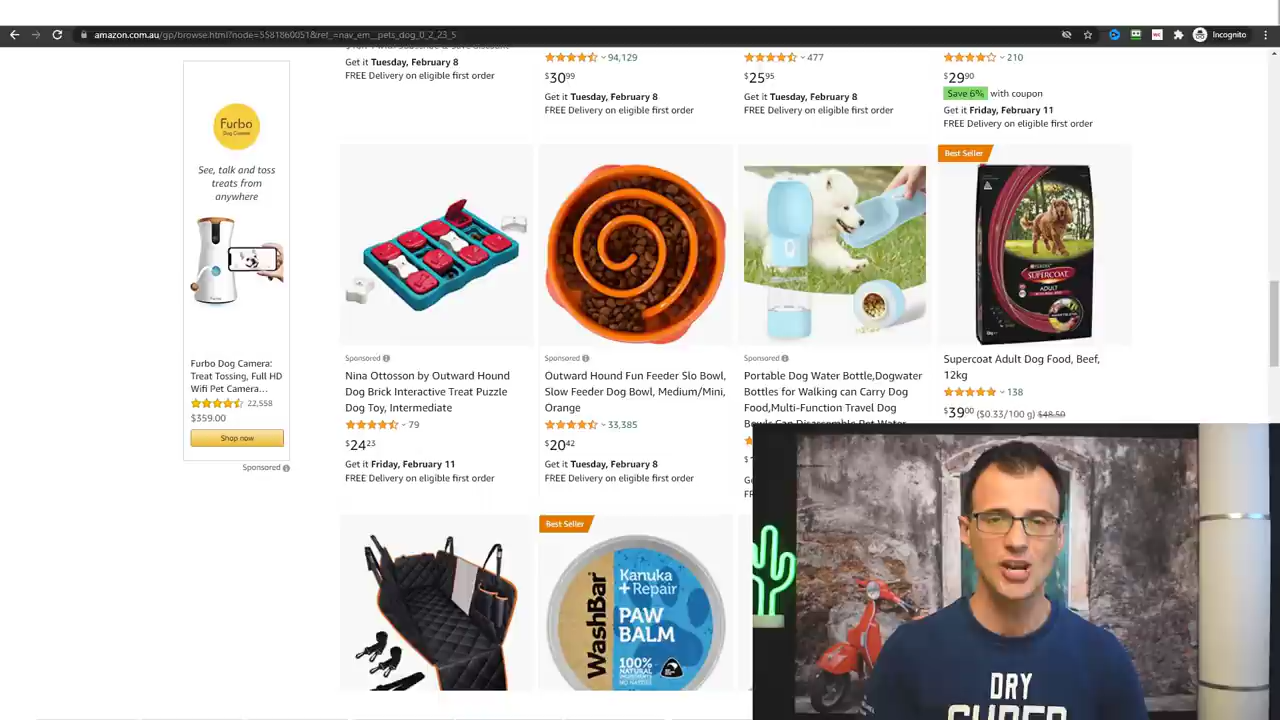 amazon.com.au/gp/browse.html?node=5581860051&ref_=nav_em__pets_dog_0_2_23_5
Incognito
Furbo
Dog Camera
See, talk and toss
treats from
anywhere
Furbo Dog Camera:
Treat Tossing, Full HD
Wifi Pet Camera...
22,558
$359.00
Shop now
Sponsored
Get it Tuesday, February 8
FREE Delivery on eligible first order
94,129
$30.99
Get it Tuesday, February 8
FREE Delivery on eligible first order
477
$25.95
Get it Tuesday, February 8
FREE Delivery on eligible first order
210
$29.90
Save 6% with coupon
Get it Friday, February 11
FREE Delivery on eligible first order
Sponsored
Nina Ottosson by Outward Hound
Dog Brick Interactive Treat Puzzle
Dog Toy, Intermediate
79
$24.23
Get it Friday, February 11
FREE Delivery on eligible first order
Sponsored
Outward Hound Fun Feeder Slo Bowl,
Slow Feeder Dog Bowl, Medium/Mini,
Orange
33,385
$20.42
Get it Tuesday, February 8
FREE Delivery on eligible first order
Sponsored
Portable Dog Water Bottle,Dogwater
Bottles for Walking can Carry Dog
Food,Multi-Function Travel Dog
Bowls Can Disassemble Pet Water
Best Seller
SUPERCOAT
ADULT
Supercoat Adult Dog Food, Beef,
12kg
138
$39.00 ($0.33/100 g) $48.50
Best Seller
WashBar
Kanuka
+Repair
PAW
BALM
100%
NATURAL
DRY